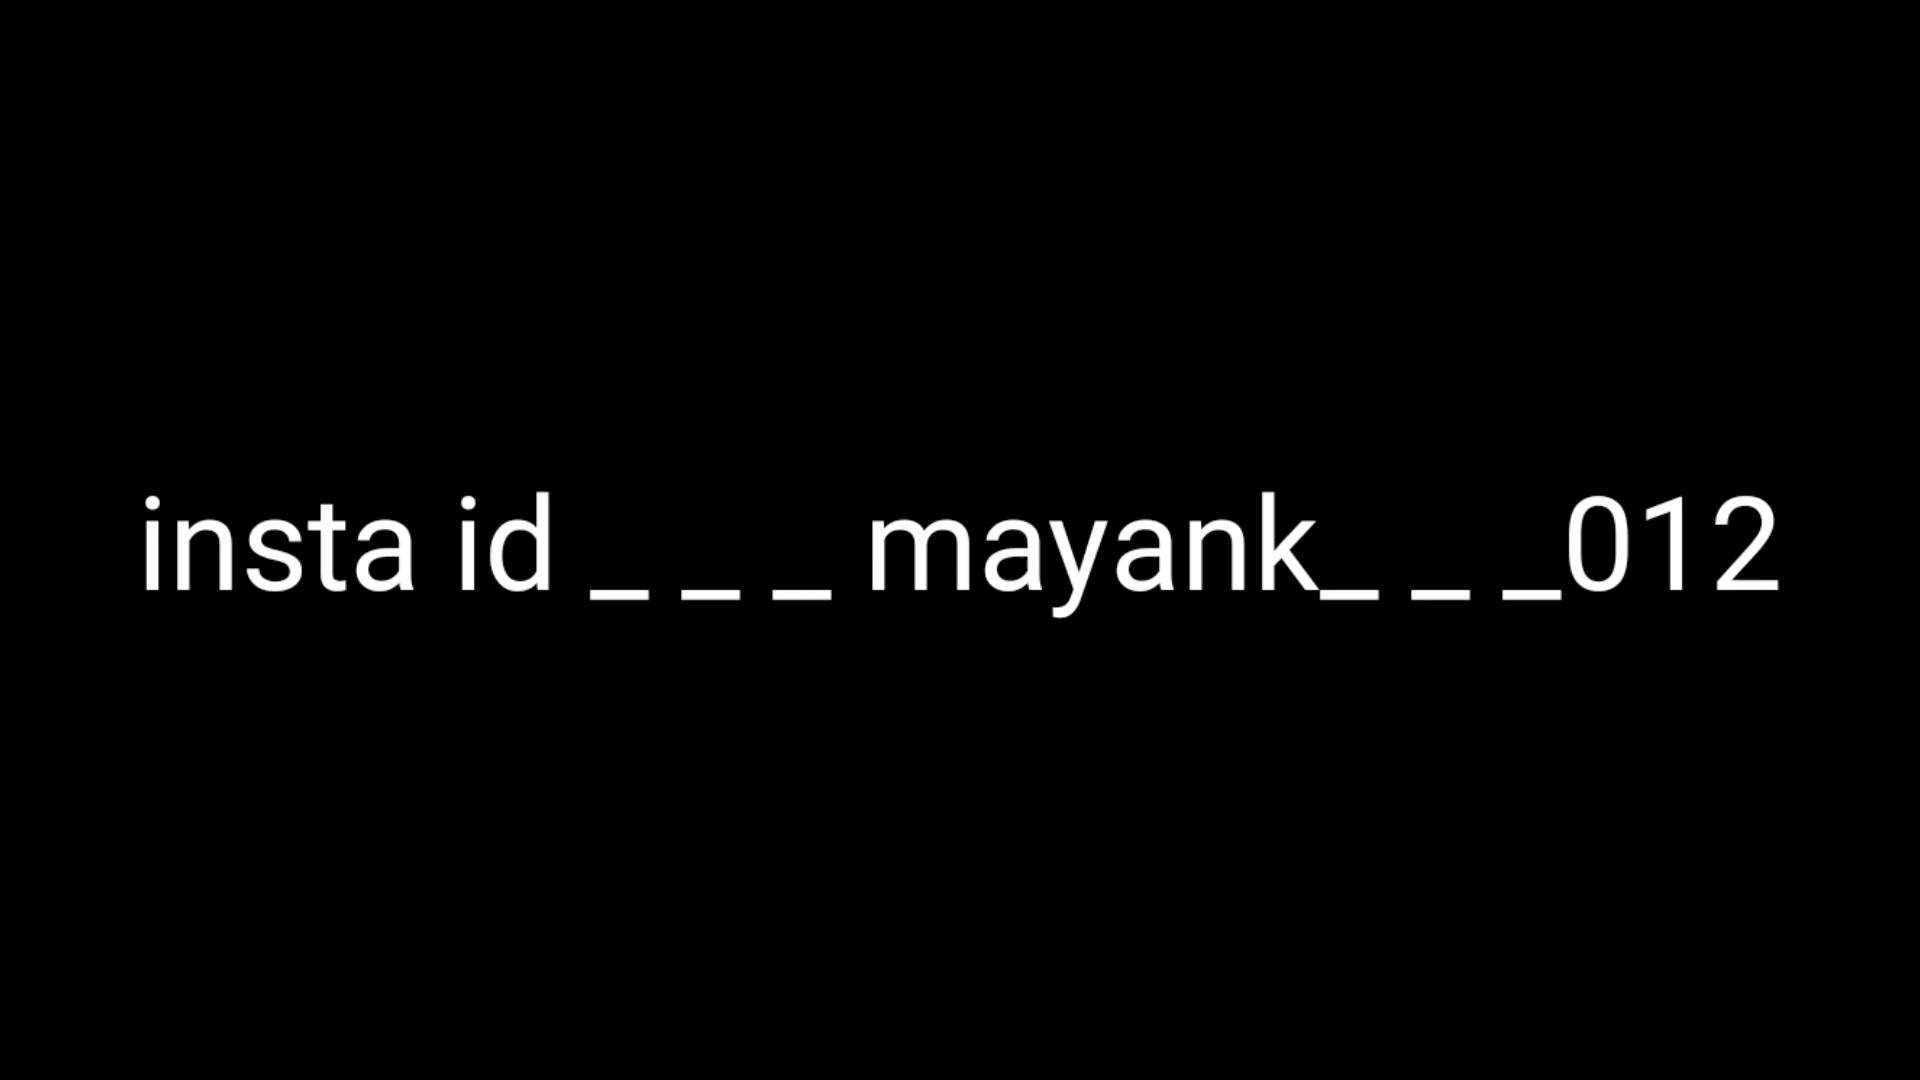 insta id _ _ _ mayank_ _ _012